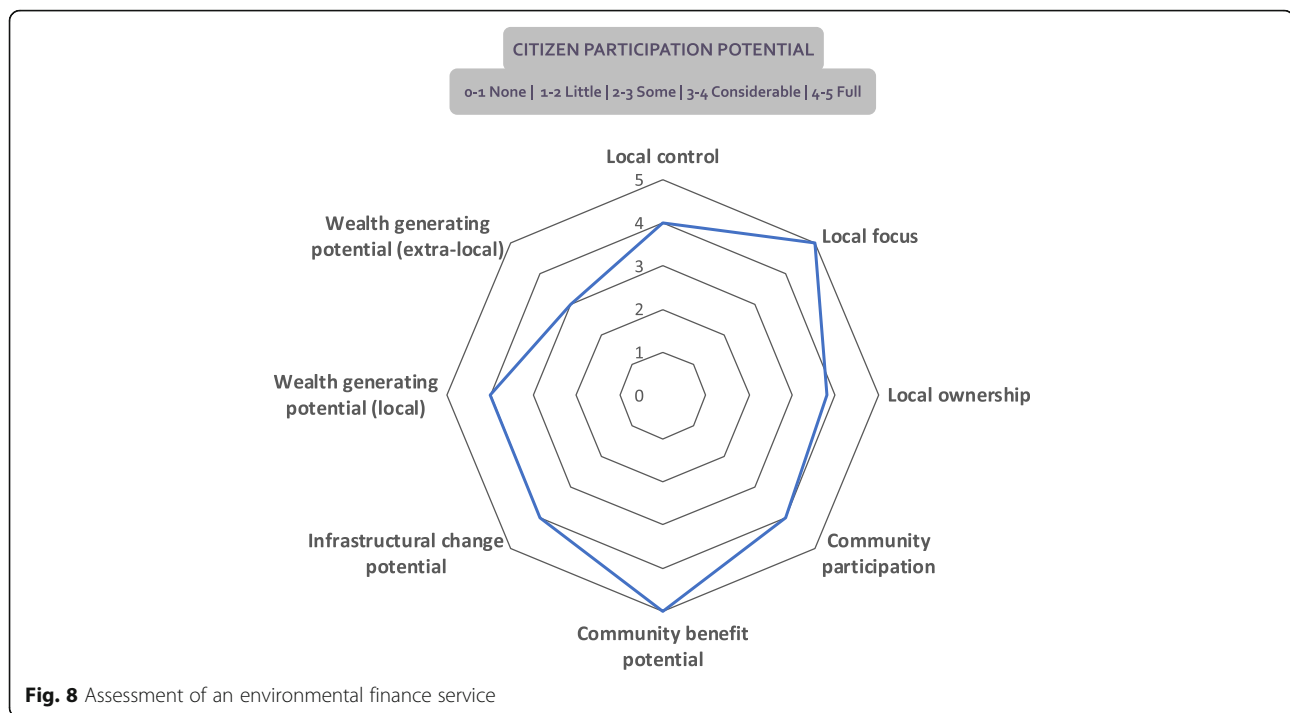 CITIZEN PARTICIPATION POTENTIAL
0-1 None | 1-2 Little | 2-3 Some | 3-4 Considerable | 4-5 Full
Local control
5
Wealth generating
potential (extra-local)
Local focus
4
3
2
1
0
Wealth generating
potential (local)
Local ownership
Infrastructural change
potential
Community
participation
Community benefit
potential
Fig. 8 Assessment of an environmental finance service